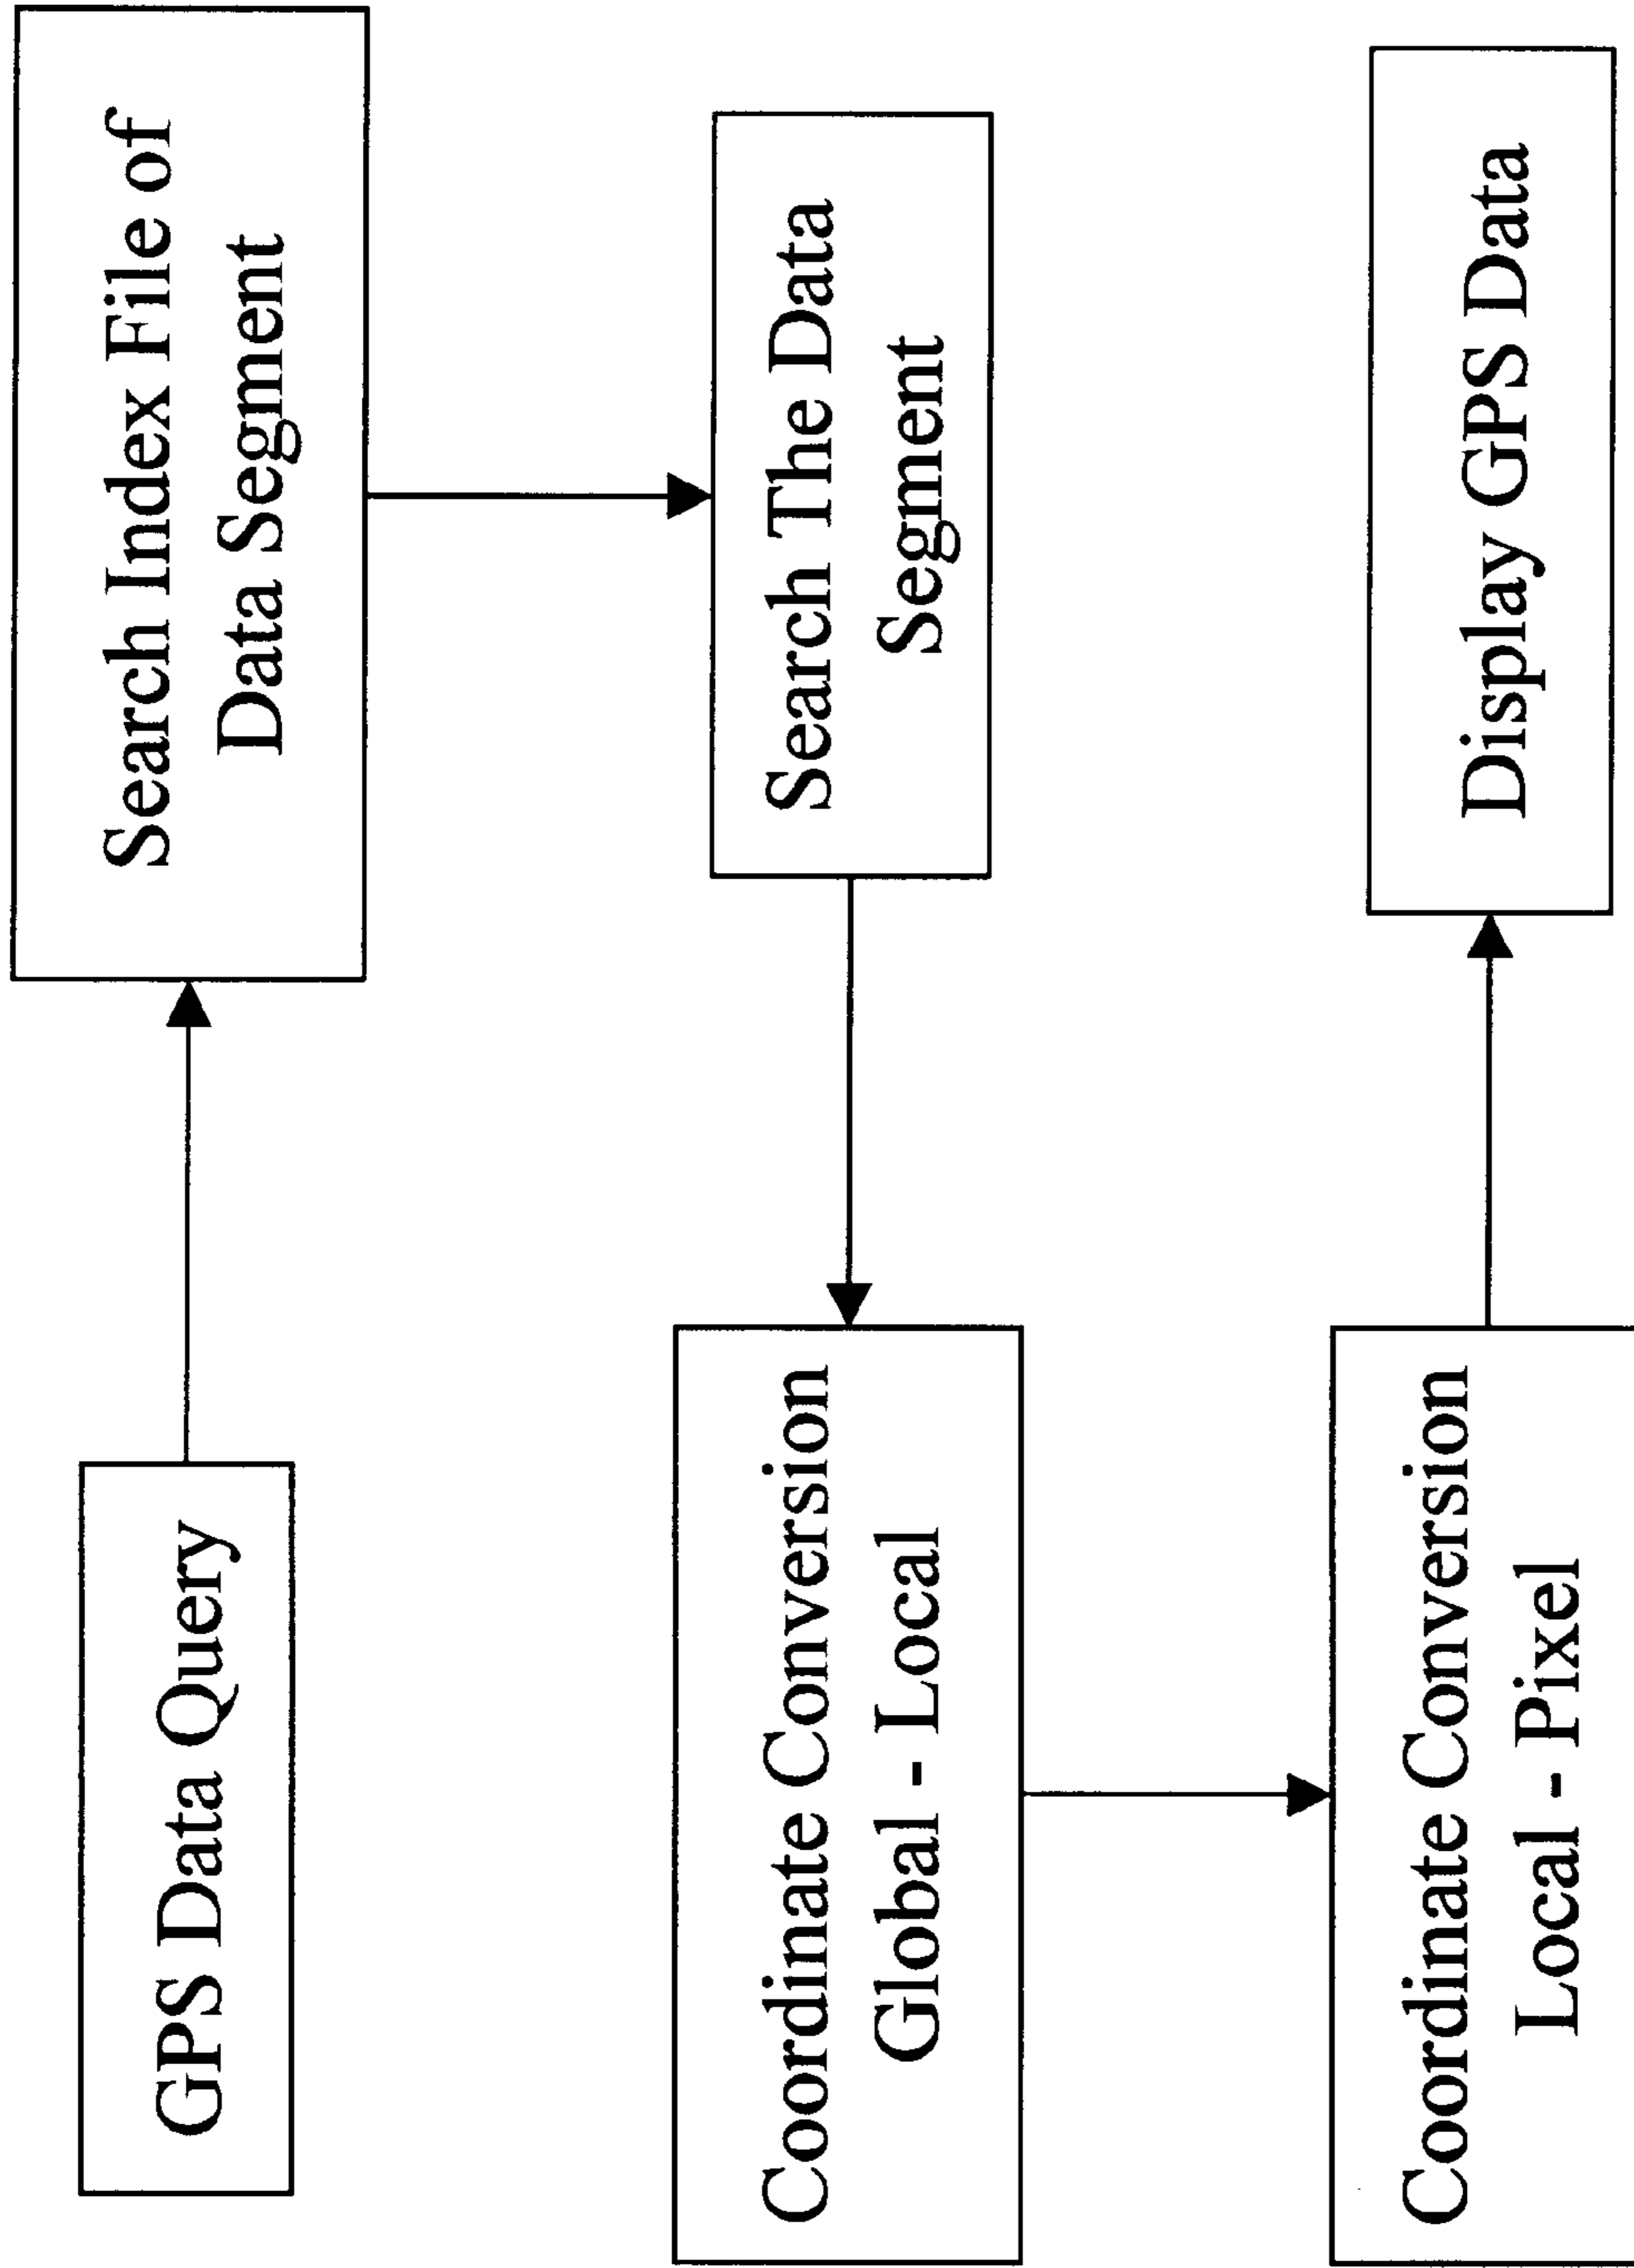 GPS Data Query
Search Index File of
Data Segment
Search The Data
Segment
Coordinate Conversion
Global - Local
Coordinate Conversion
Local - Pixel
Display GPS Data